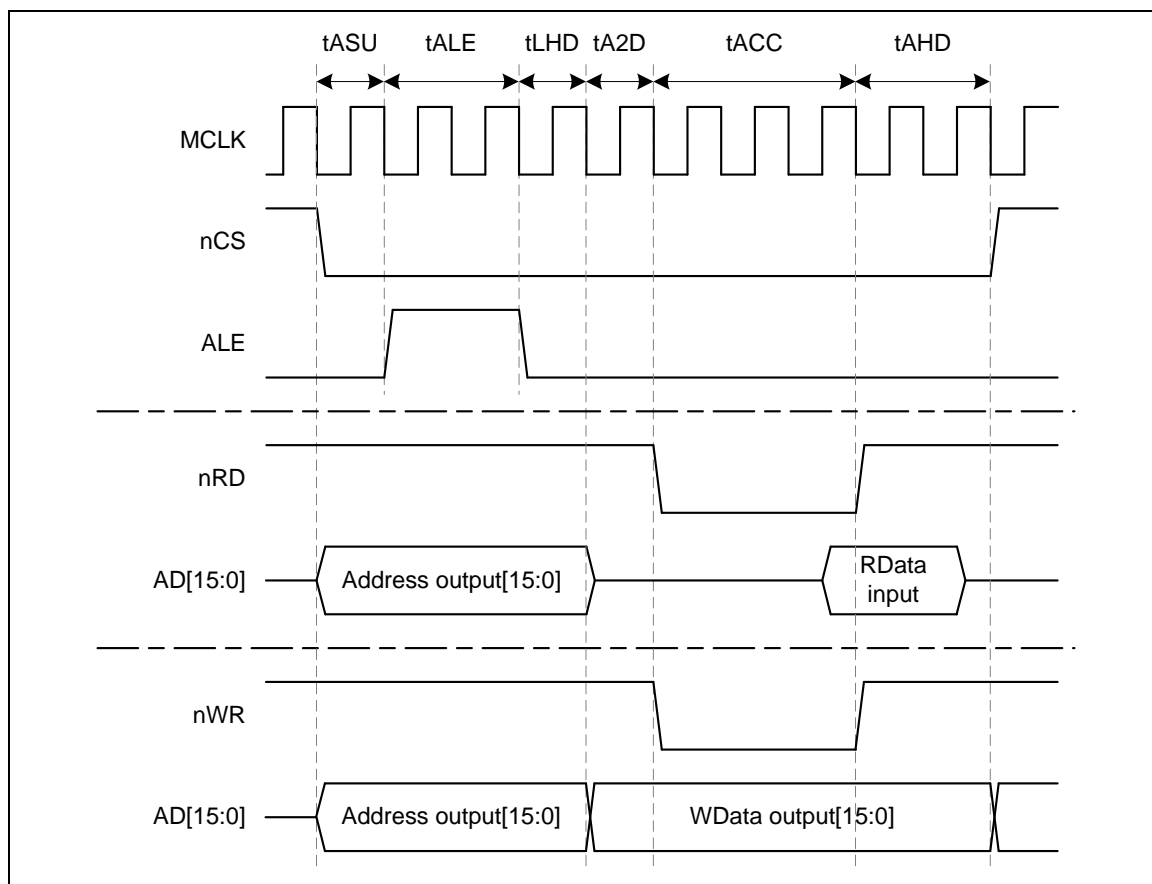 tASU tALE tLHD tA2D tACC tAHD
MCLK
nCS
ALE
nRD
AD[15:0] Address output[15:0] RData
input
nWR
AD[15:0] Address output[15:0] WData output[15:0]